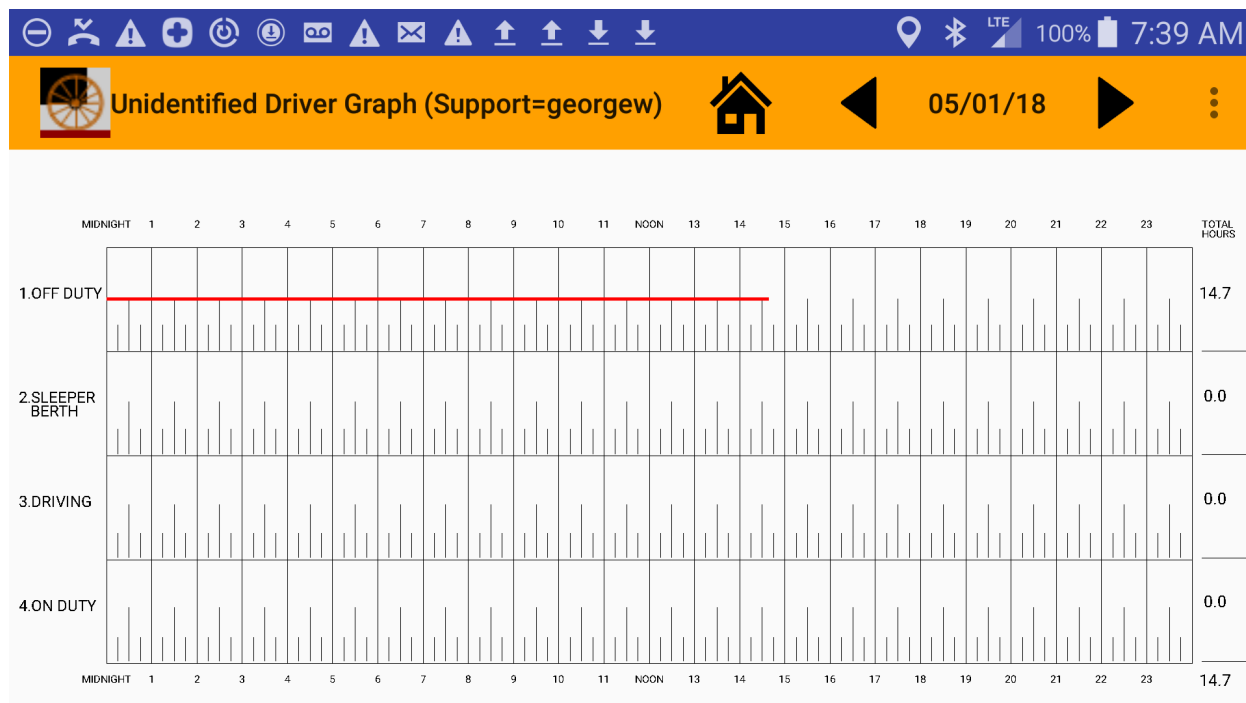 LTE 100% 7:39 AM
Unidentified Driver Graph (Support=georgew) 05/01/18
MIDNIGHT 1 2 3 4 5 6 7 8 9 10 11 NOON 13 14 15 16 17 18 19 20 21 22 23 TOTAL
HOURS
1.OFF DUTY 14.7
2.SLEEPER 0.0
BERTH
3.DRIVING 0.0
4.ON DUTY 0.0
MIDNIGHT 1 2 3 4 5 6 7 8 9 10 11 NOON 13 14 15 16 17 18 19 20 21 22 23 14.7